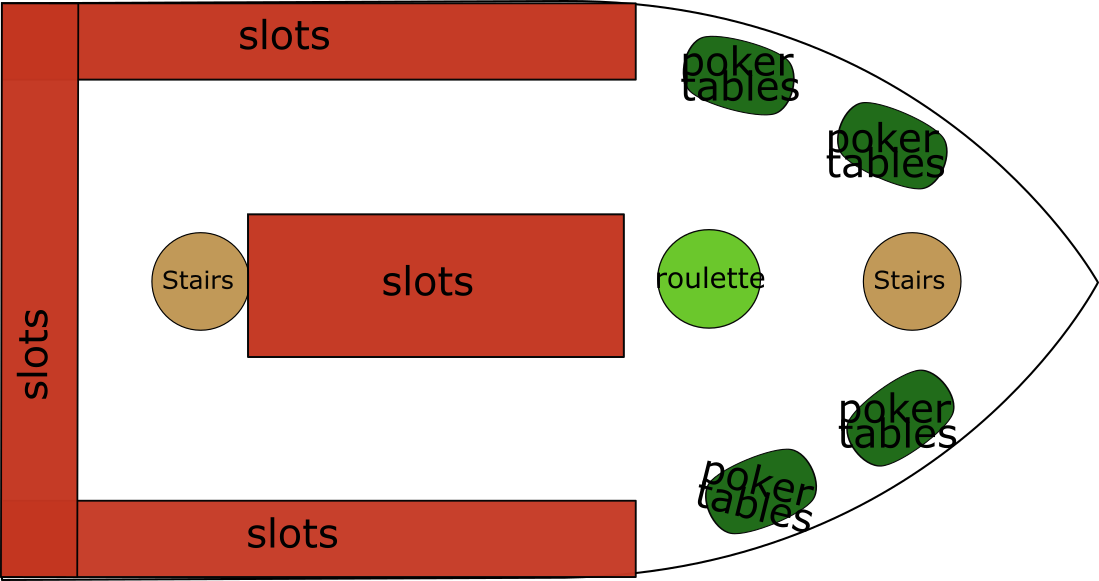 slots
poker
tables
poker
tables
Stairs
slots
roulette
Stairs
slots
poker
tables
poker
tables
slots